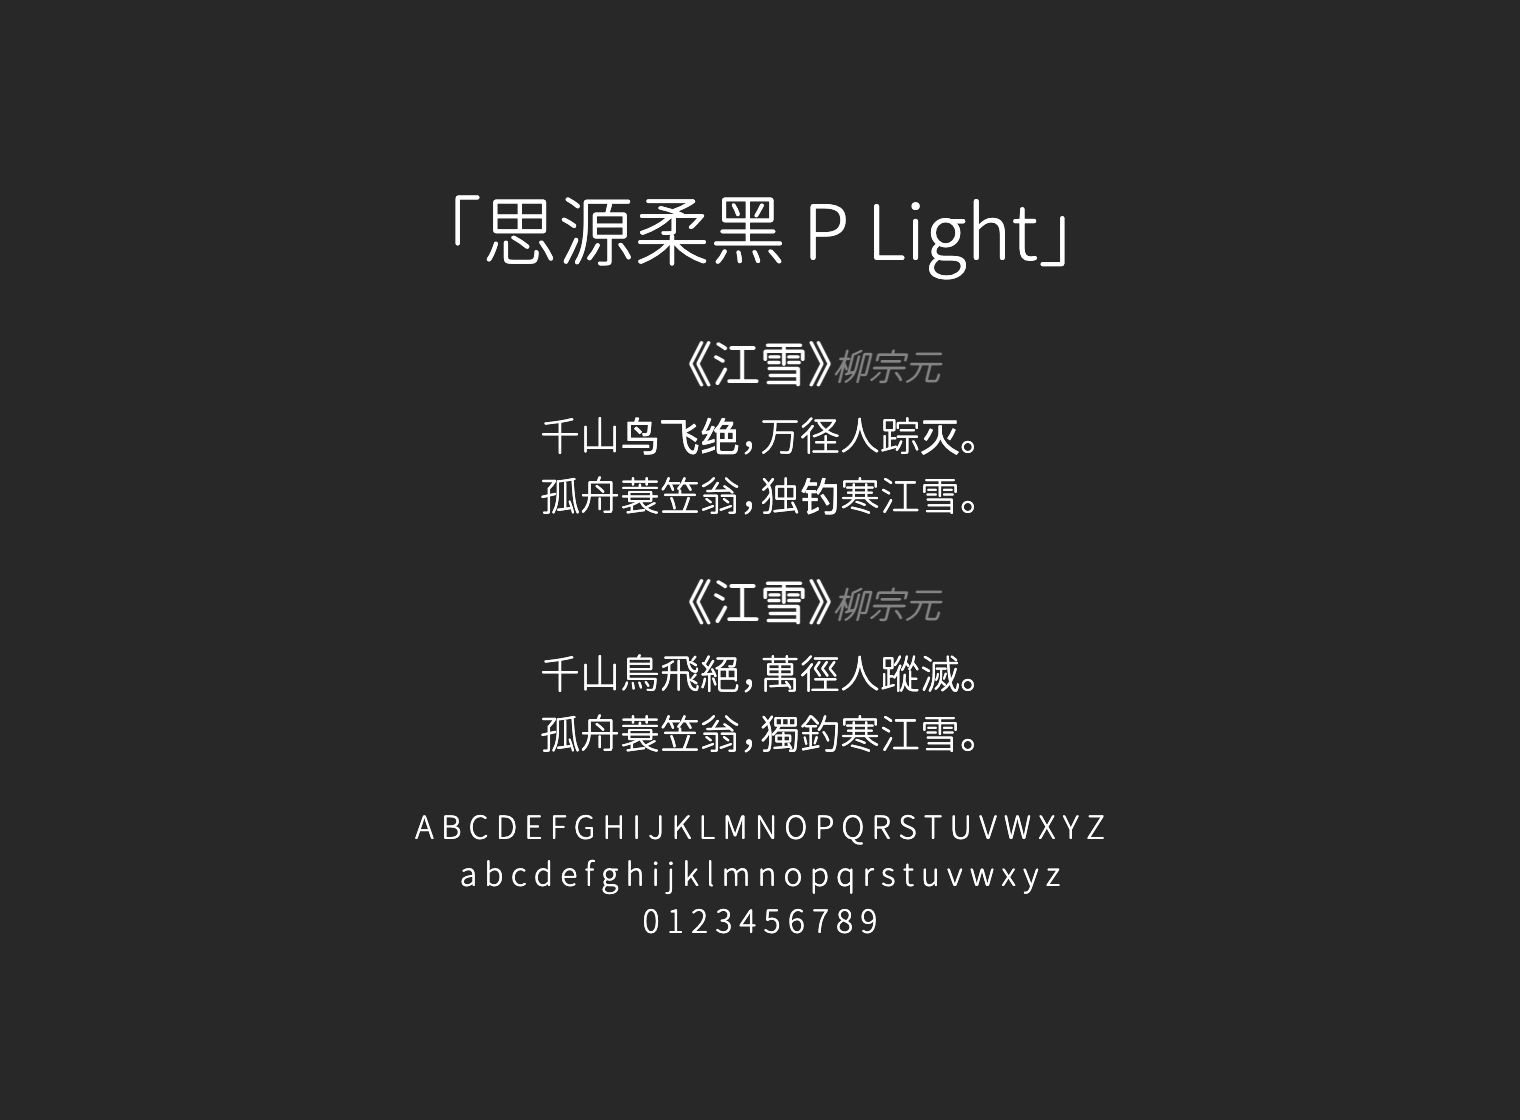 「思源柔黑 P Light」
《江雪》柳宗元
千山鸟飞绝，万径人踪灭。
孤舟蓑笠翁，独钓寒江雪。
《江雪》柳宗元
千山鳥飛絕，萬徑人蹤滅。
孤舟蓑笠翁，獨釣寒江雪。
A B C D E F G H I J K L M N O P Q R S T U V W X Y Z
a b c d e f g h i j k l m n o p q r s t u v w x y z
0 1 2 3 4 5 6 7 8 9